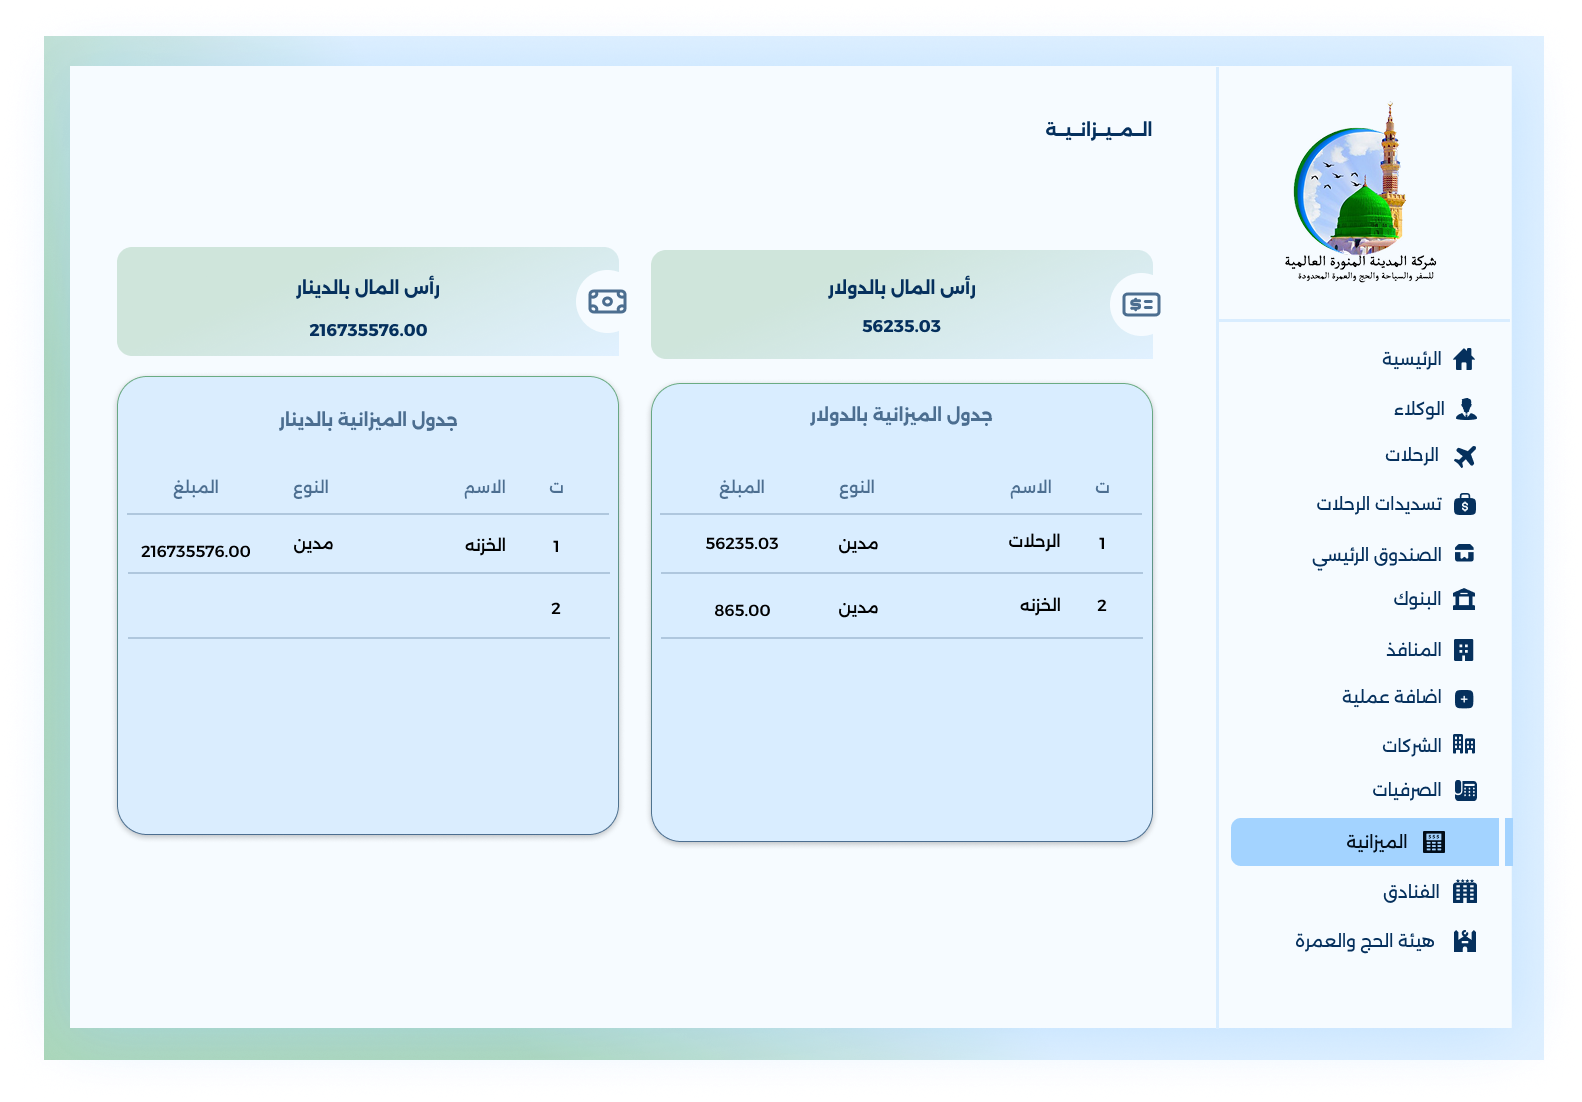 شركة المدينة المنورة العالمية
للسفر والسياحة والحج والعمرة المحدودة
الرئيسية
الوكلاء
الرحلات
تسديدات الرحلات
الصندوق الرئيسي
البنوك
المنافذ
اضافة عملية
الشركات
الصرفيات
الميزانية
الفنادق
هيئة الحج والعمرة
الـمـيـزانـيـة
رأس المال بالدولار
56235.03
رأس المال بالدينار
216735576.00
جدول الميزانية بالدولار
ت الاسم النوع المبلغ
1 الرحلات مدين 56235.03
2 الخزنه مدين 865.00
جدول الميزانية بالدينار
ت الاسم النوع المبلغ
1 الخزنه مدين 216735576.00
2